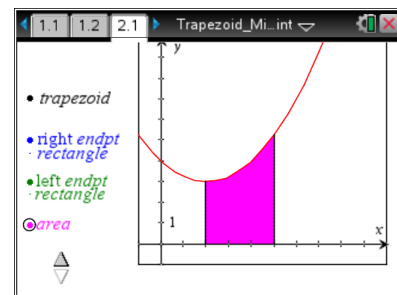 1.1 1.2 2.1 Trapezoid_Mi...int
y
trapezoid
right endpt
rectangle
left endpt
rectangle
area
1
x